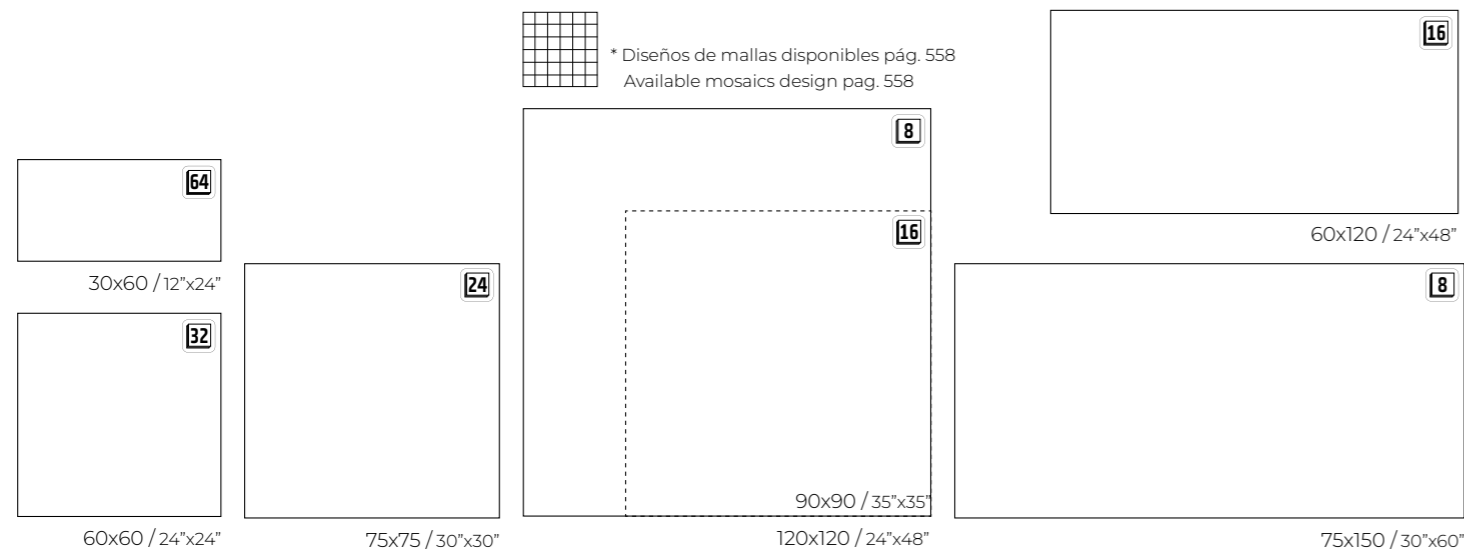 * Diseños de mallas disponibles pág. 558
Available mosaics design pag. 558
64
30x60 / 12”x24”
32
60x60 / 24”x24”
24
75x75 / 30”x30”
8
16
90x90 / 35”x35”
120x120 / 24”x48”
16
60x120 / 24”x48”
8
75x150 / 30”x60”